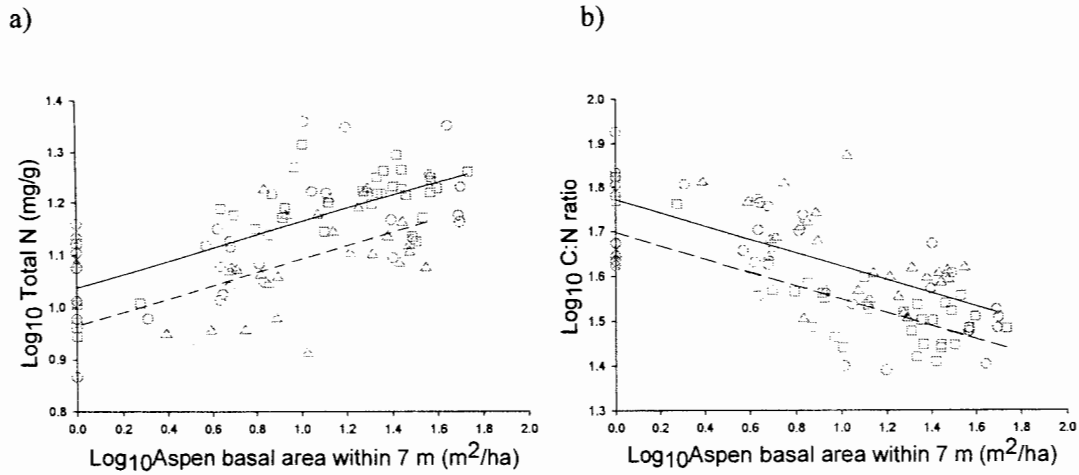 a)
b)
Log10 Total N (mg/g)
1.4
1.3
1.2
1.1
1.0
0.9
0.8
0.0 0.2 0.4 0.6 0.8 1.0 1.2 1.4 1.6 1.8 2.0
Log10Aspen basal area within 7 m (m²/ha)
Log10 C:N ratio
2.0
1.9
1.8
1.7
1.6
1.5
1.4
1.3
0.0 0.2 0.4 0.6 0.8 1.0 1.2 1.4 1.6 1.8 2.0
Log10Aspen basal area within 7 m (m²/ha)